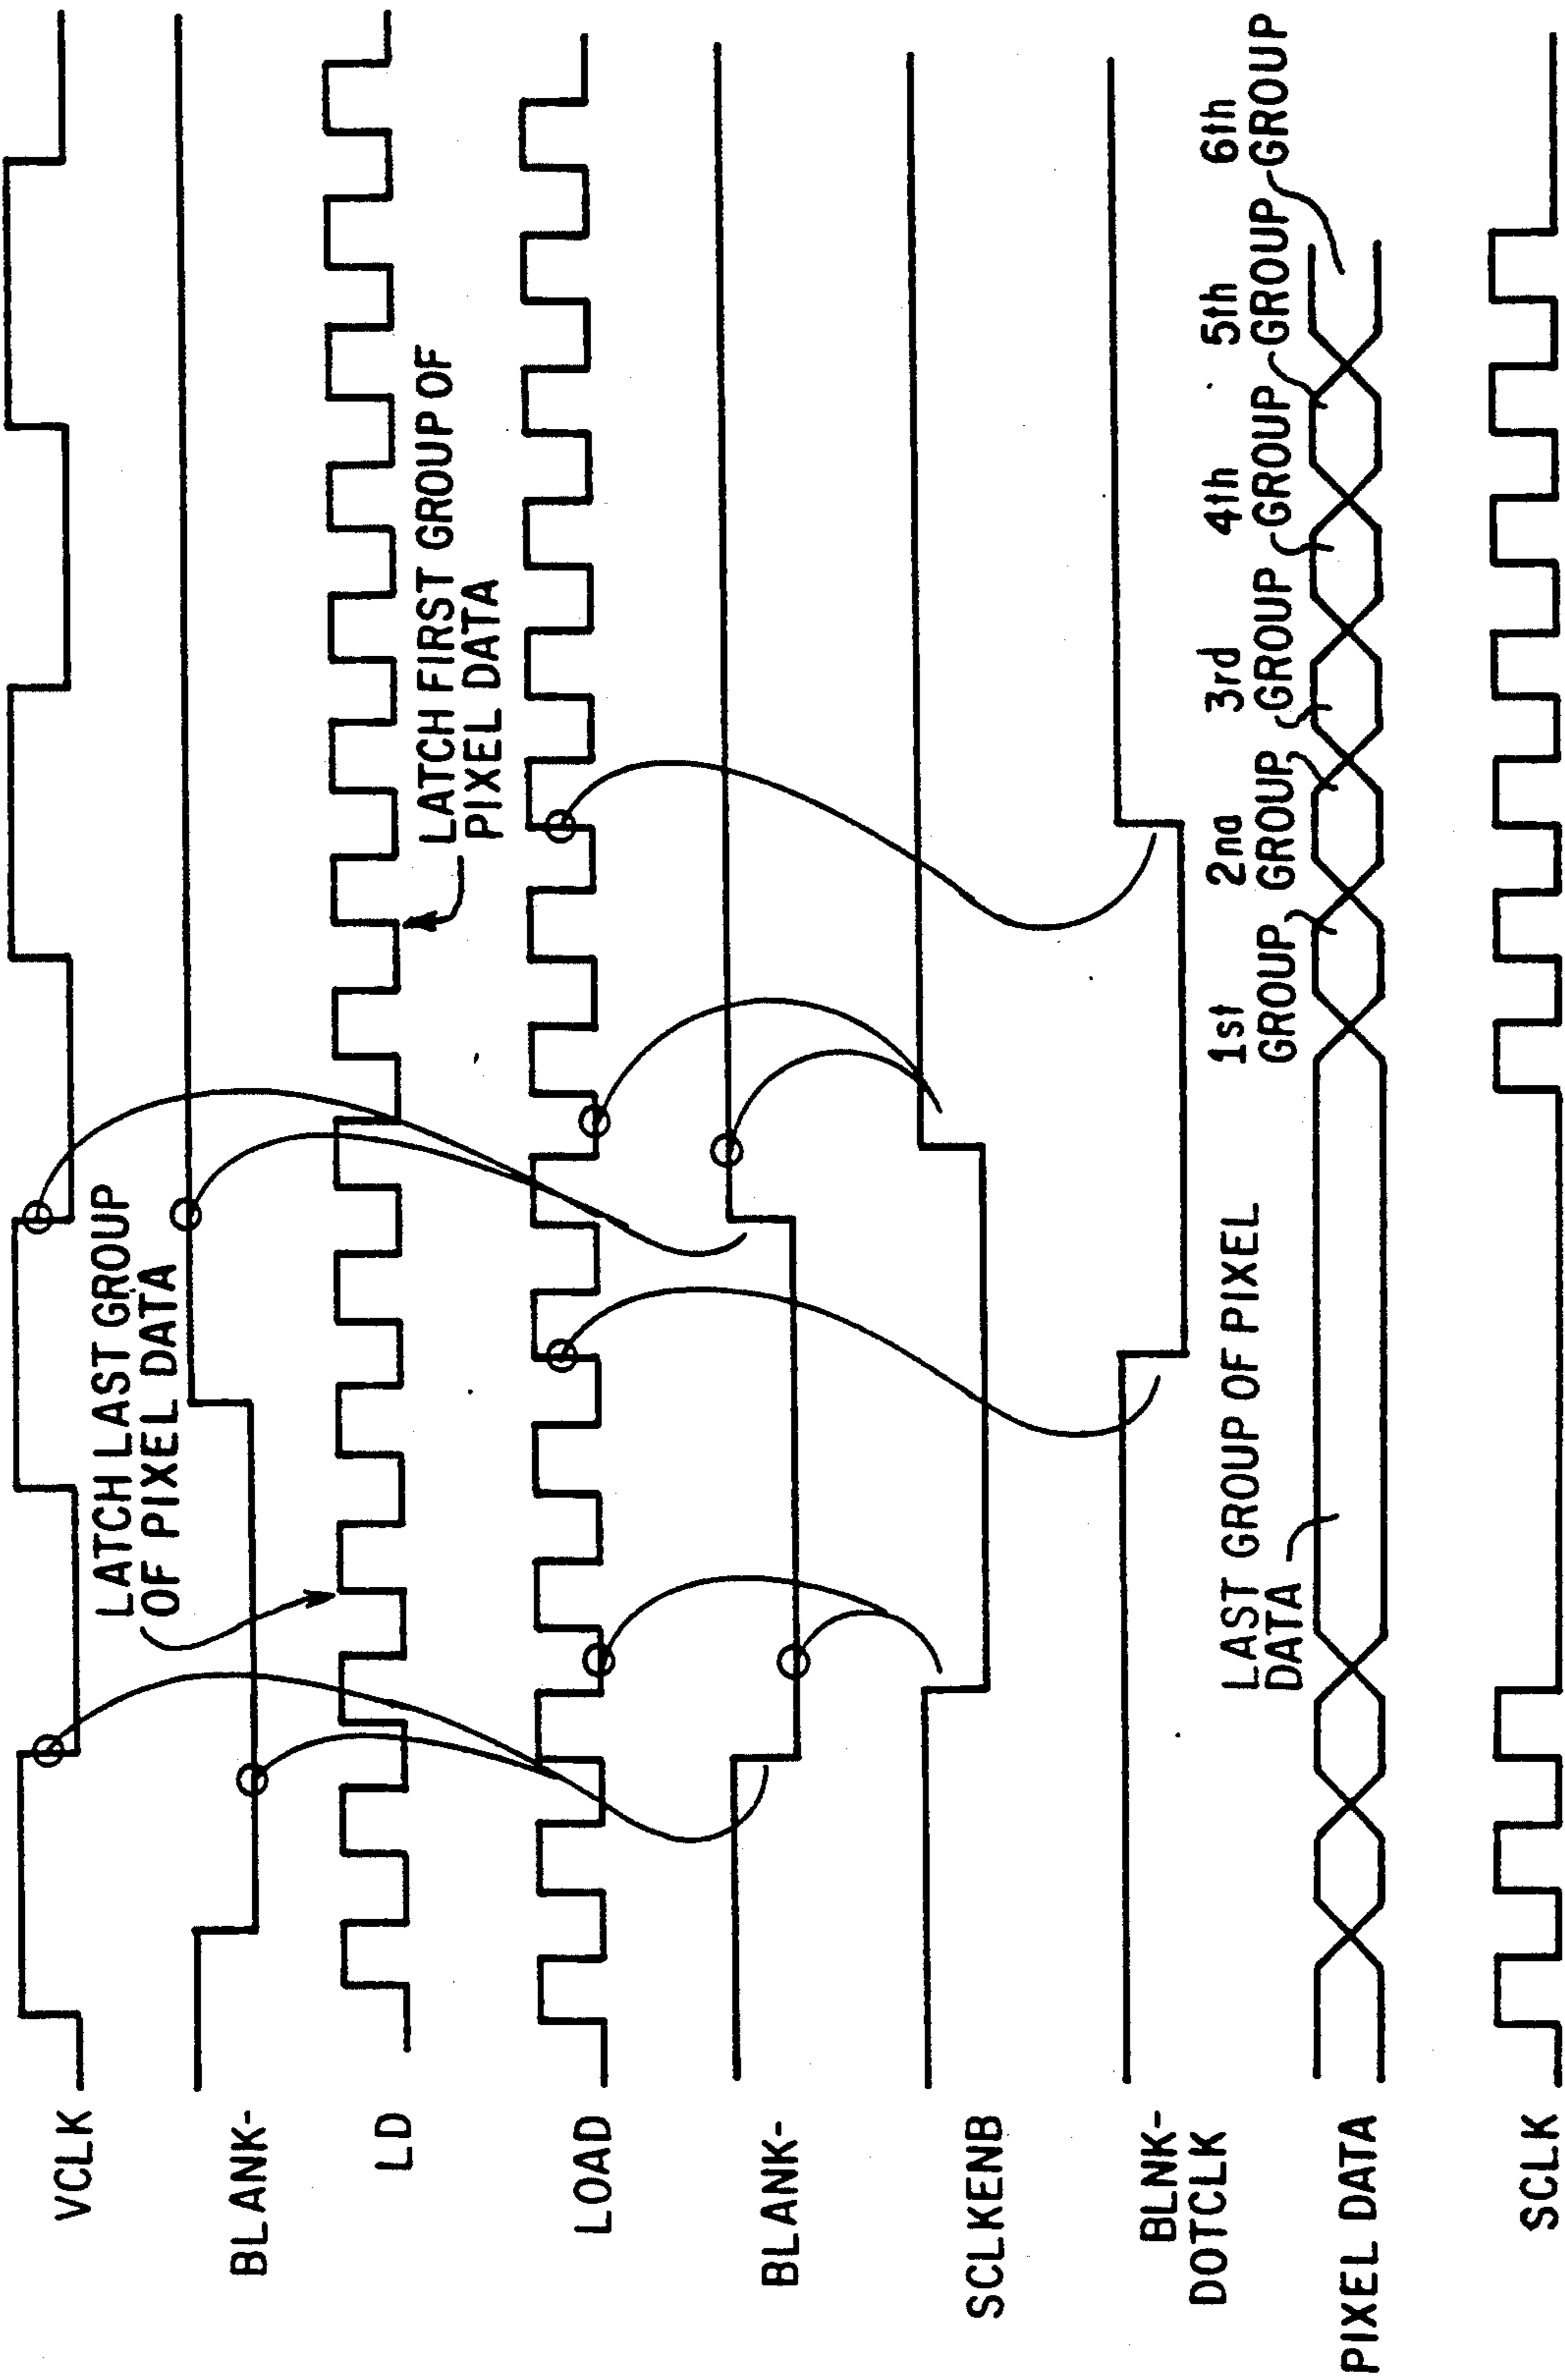 VCLK
LATCH LAST GROUP
OF PIXEL DATA
BLANK-
LD
LATCH FIRST GROUP OF
PIXEL DATA
LOAD
BLANK-
SCLKENB
BLNK-
DOTCLK
LAST GROUP OF PIXEL
DATA
1st
GROUP
2nd
GROUP
3rd
GROUP
4th
GROUP
5th
GROUP
6th
GROUP
PIXEL DATA
SCLK